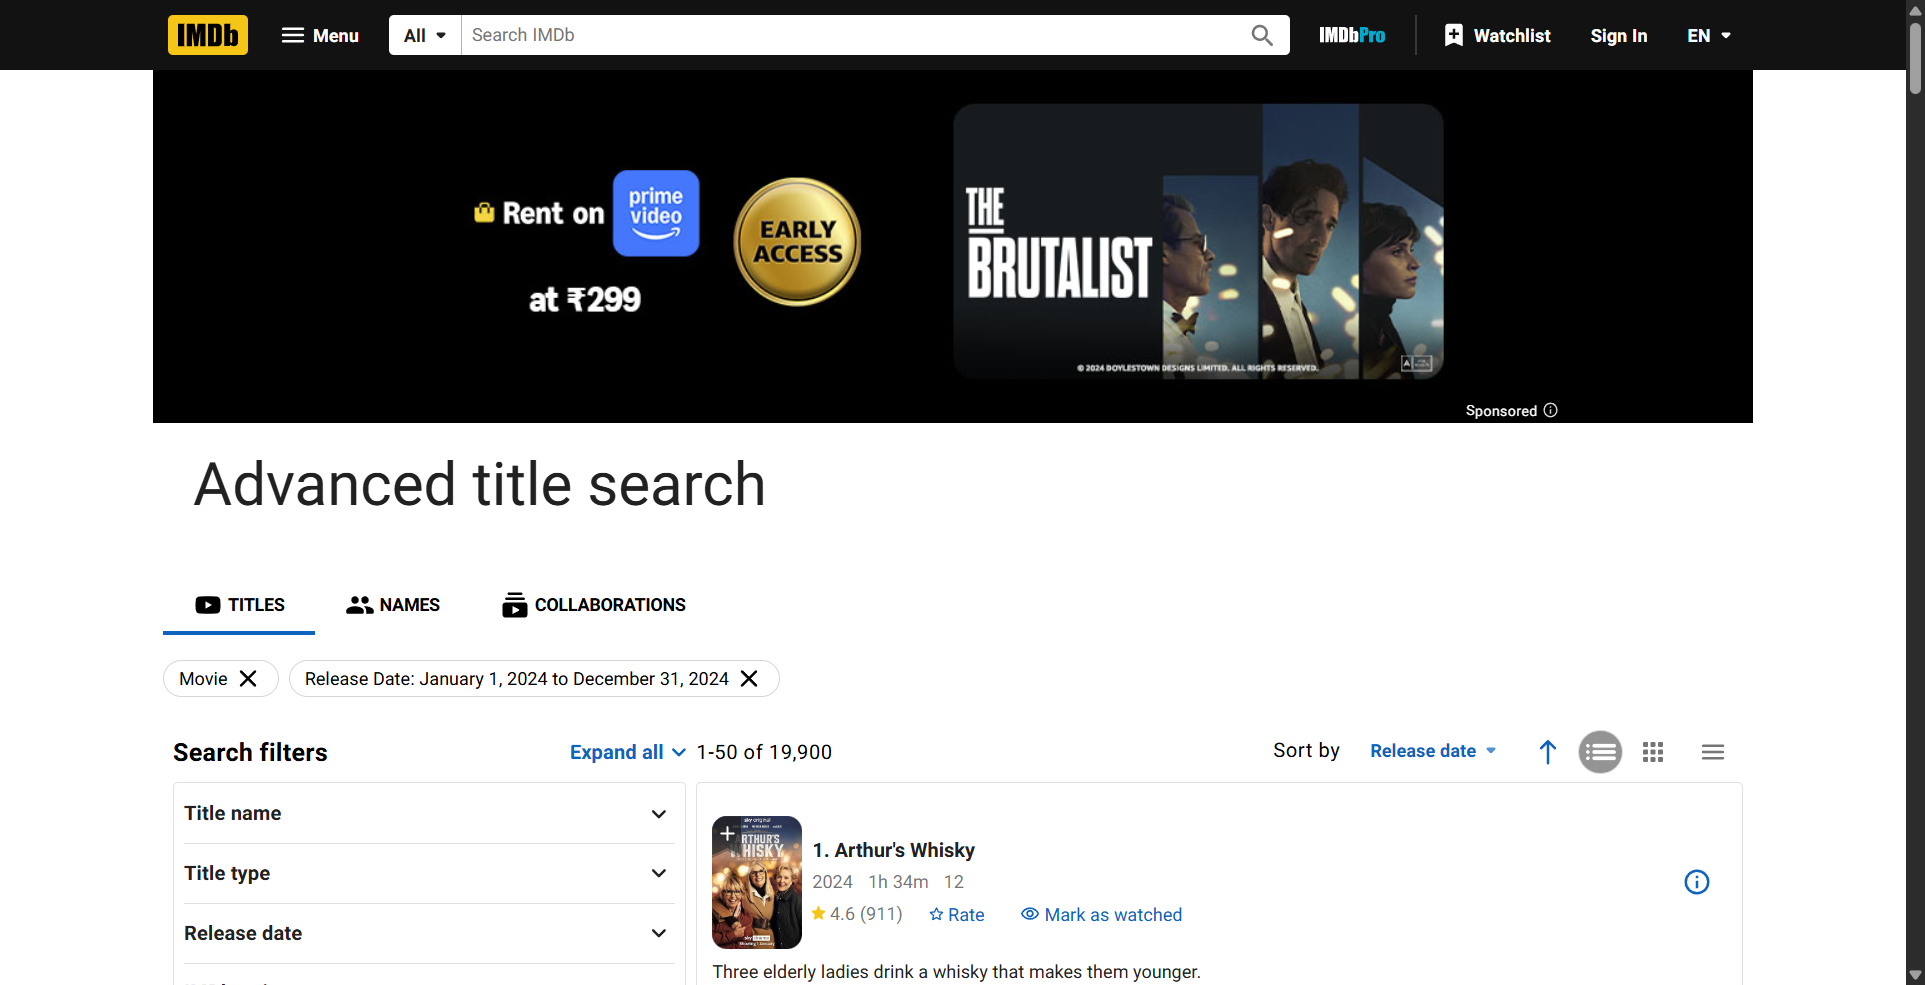 IMDb Menu All Search IMDb IMDbPro Watchlist Sign In EN
Rent on prime video
at ₹299
EARLY
ACCESS
THE
BRUTALIST
© 2024 DOYLESTOWN DESIGNS LIMITED. ALL RIGHTS RESERVED.
Sponsored
Advanced title search
TITLES NAMES COLLABORATIONS
Movie Release Date: January 1, 2024 to December 31, 2024
Search filters Expand all 1-50 of 19,900 Sort by Release date
Title name
Title type
Release date
sky original
ARTHUR'S
WHISKY
1. Arthur's Whisky
2024 1h 34m 12
4.6 (911) Rate Mark as watched
Three elderly ladies drink a whisky that makes them younger.